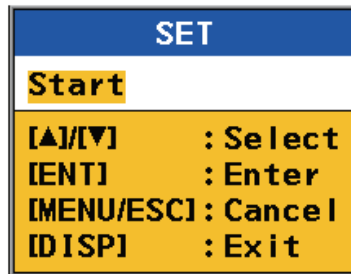 SET
Start
[▲]/[▼] :Select
[ENT] :Enter
[MENU/ESC]:Cancel
[DISP] :Exit